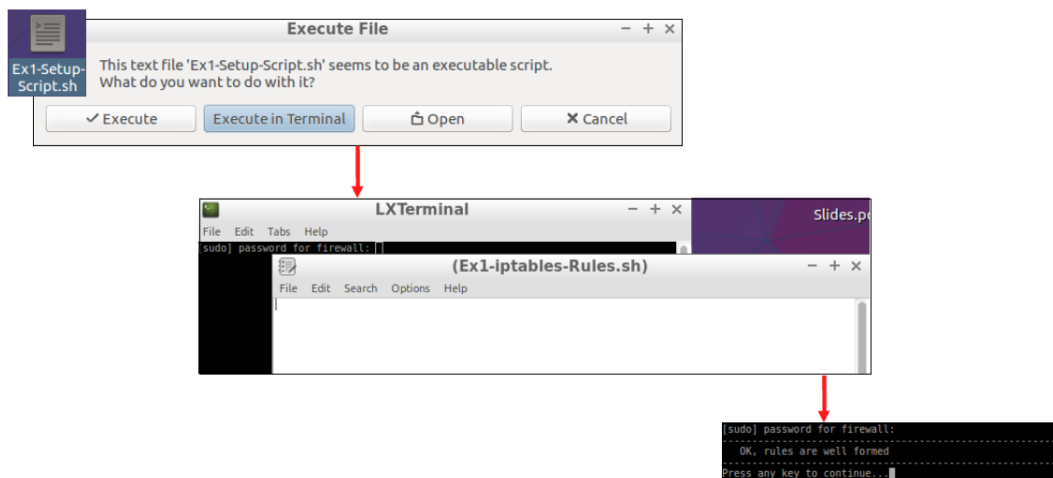 Ex1-Setup-
Script.sh
Execute File
This text file 'Ex1-Setup-Script.sh' seems to be an executable script.
What do you want to do with it?
Execute
Execute in Terminal
Open
Cancel
LXTerminal
File Edit Tabs Help
[sudo] password for firewall:
Slides.pd
(Ex1-iptables-Rules.sh)
File Edit Search Options Help
[sudo] password for firewall:
OK, rules are well formed
Press any key to continue...